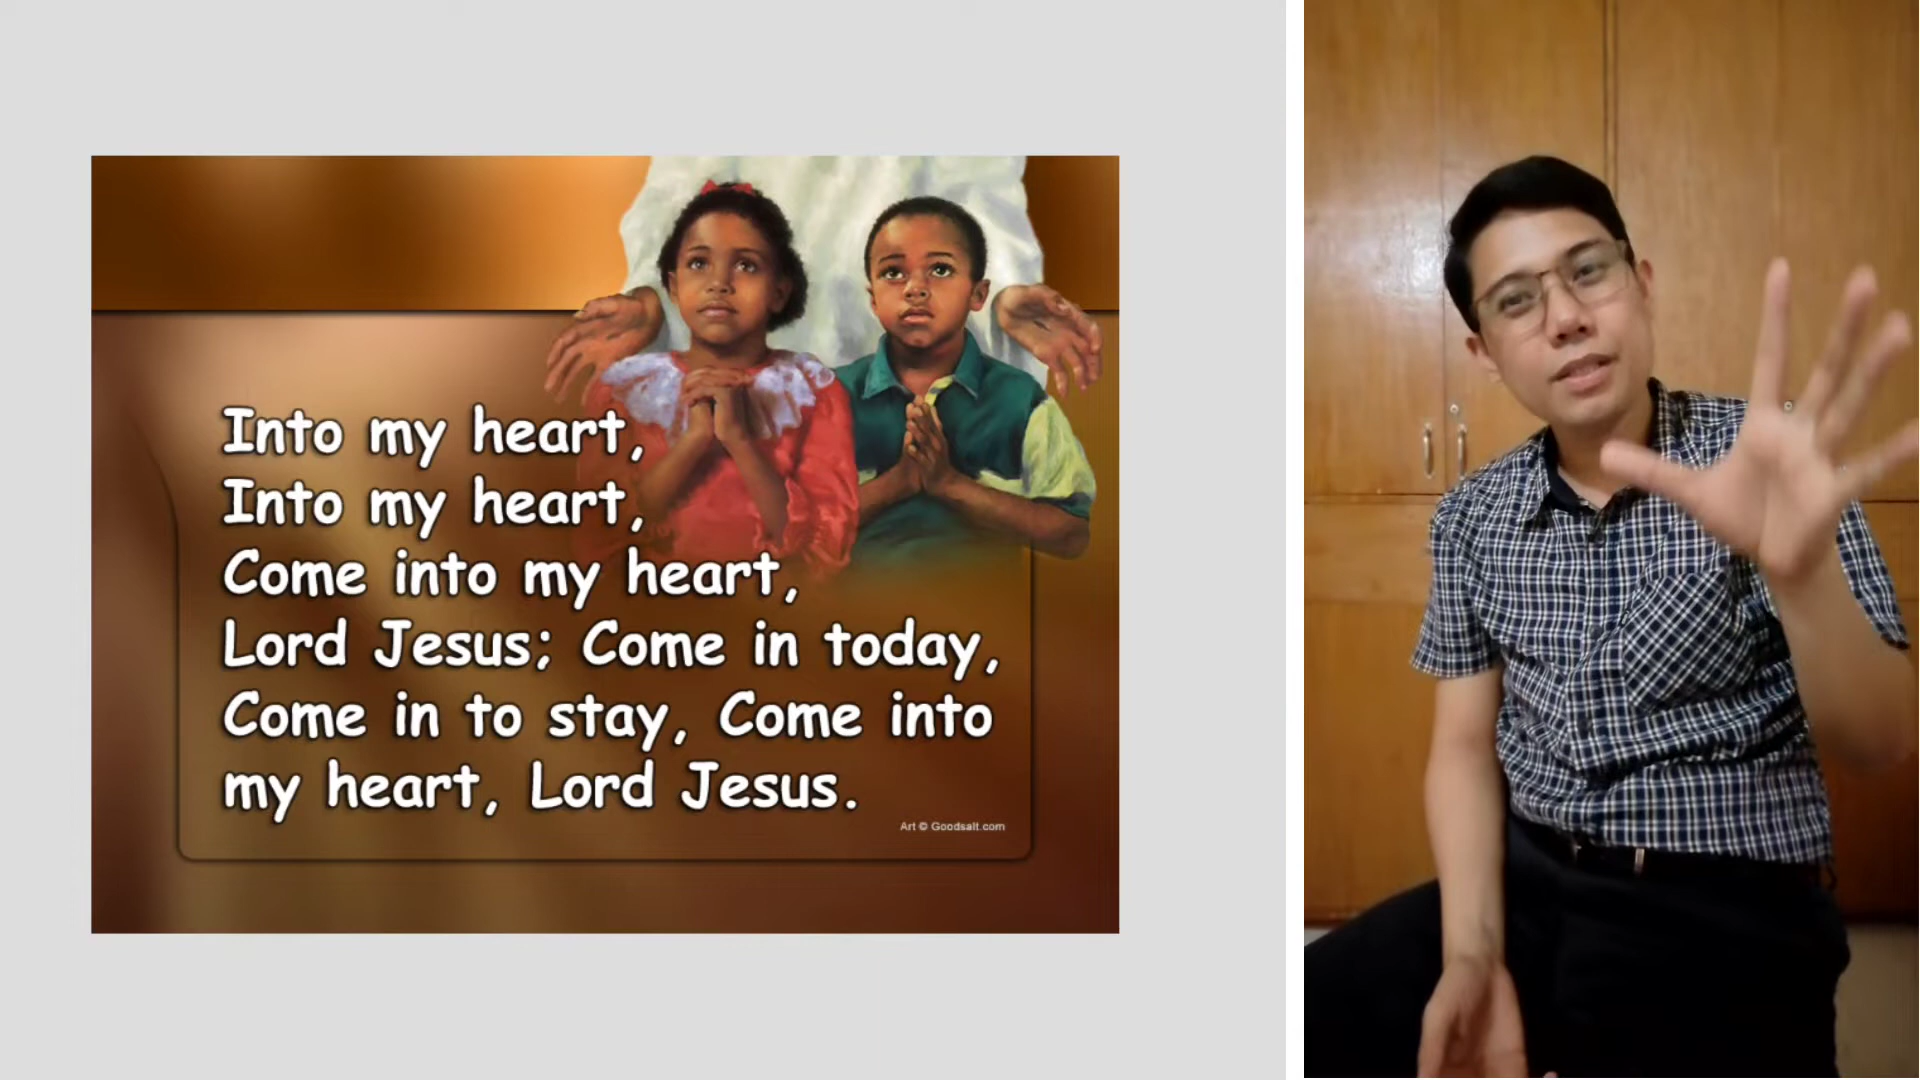 Into my heart,
Into my heart,
Come into my heart,
Lord Jesus; Come in today,
Come in to stay, Come into
my heart, Lord Jesus.
Art © Goodsalt.com